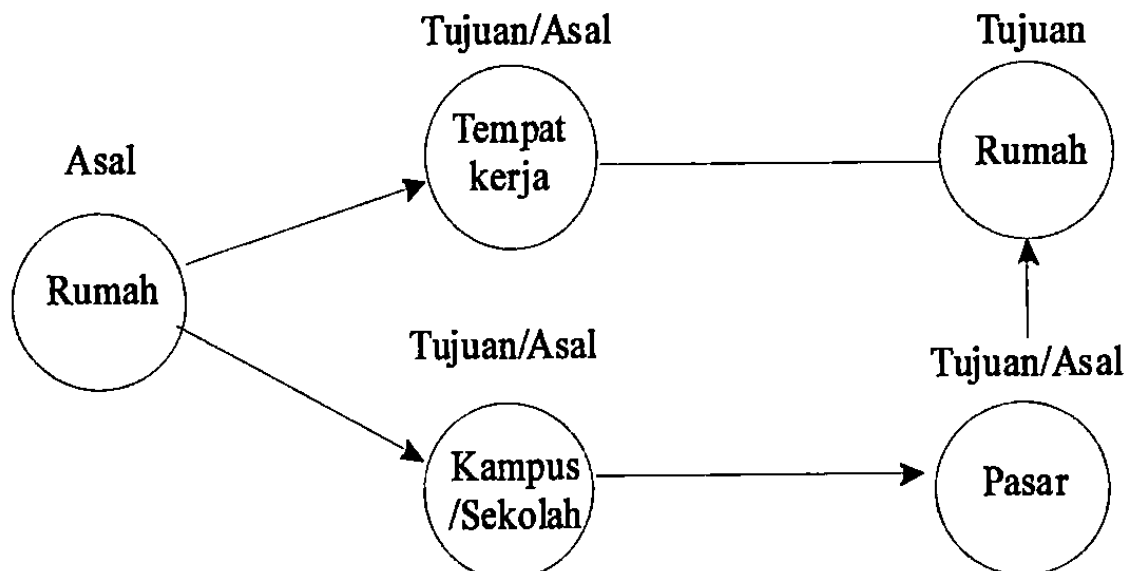 Tujuan/Asal
Tujuan
Asal
Tempat
kerja
Rumah
Rumah
Tujuan/Asal
Tujuan/Asal
Kampus
/Sekolah
Pasar